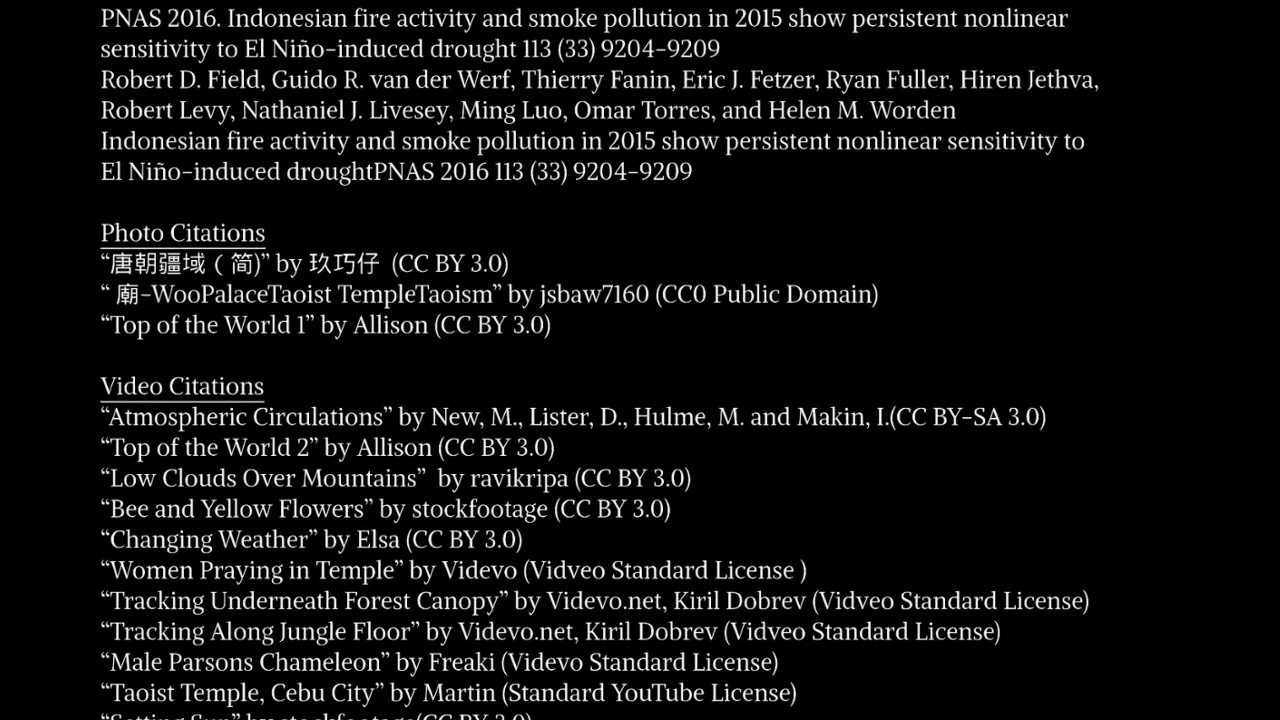 PNAS 2016. Indonesian fire activity and smoke pollution in 2015 show persistent nonlinear
sensitivity to El Niño-induced drought 113 (33) 9204-9209
Robert D. Field, Guido R. van der Werf, Thierry Fanin, Eric J. Fetzer, Ryan Fuller, Hiren Jethva,
Robert Levy, Nathaniel J. Livesey, Ming Luo, Omar Torres, and Helen M. Worden
Indonesian fire activity and smoke pollution in 2015 show persistent nonlinear sensitivity to
El Niño-induced droughtPNAS 2016 113 (33) 9204-9209
Photo Citations
“唐朝疆域（简)” by 玖巧仔 (CC BY 3.0)
“ 廟-WooPalaceTaoist TempleTaoism” by jsbaw7160 (CC0 Public Domain)
“Top of the World 1” by Allison (CC BY 3.0)
Video Citations
“Atmospheric Circulations” by New, M., Lister, D., Hulme, M. and Makin, I.(CC BY-SA 3.0)
“Top of the World 2” by Allison (CC BY 3.0)
“Low Clouds Over Mountains” by ravikripa (CC BY 3.0)
“Bee and Yellow Flowers” by stockfootage (CC BY 3.0)
“Changing Weather” by Elsa (CC BY 3.0)
“Women Praying in Temple” by Videvo (Vidveo Standard License )
“Tracking Underneath Forest Canopy” by Videvo.net, Kiril Dobrev (Vidveo Standard License)
“Tracking Along Jungle Floor” by Videvo.net, Kiril Dobrev (Vidveo Standard License)
“Male Parsons Chameleon” by Freaki (Videvo Standard License)
“Taoist Temple, Cebu City” by Martin (Standard YouTube License)
“Setting Sun” by stockfootage(CC BY 3.0)